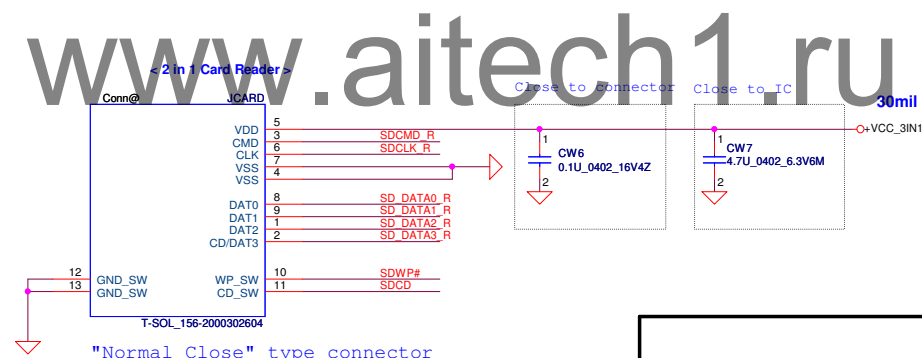 www.aitech1.ru
< 2 in 1 Card Reader >
Close to connector
Close to IC
30mil
Conn@
JCARD
+VCC_3IN1
VDD 5
CMD 3 SDCMD_R
CLK 6 SDCLK_R
VSS 7
VSS 4
DAT0 8 SD_DATA0_R
DAT1 9 SD_DATA1_R
DAT2 1 SD_DATA2_R
CD/DAT3 2 SD_DATA3_R
1
CW6
0.1U_0402_16V4Z
2
1
CW7
4.7U_0402_6.3V6M
2
12 GND_SW WP_SW 10 SDWP#
13 GND_SW CD_SW 11 SDCD
T-SOL_156-2000302604
"Normal Close" type connector